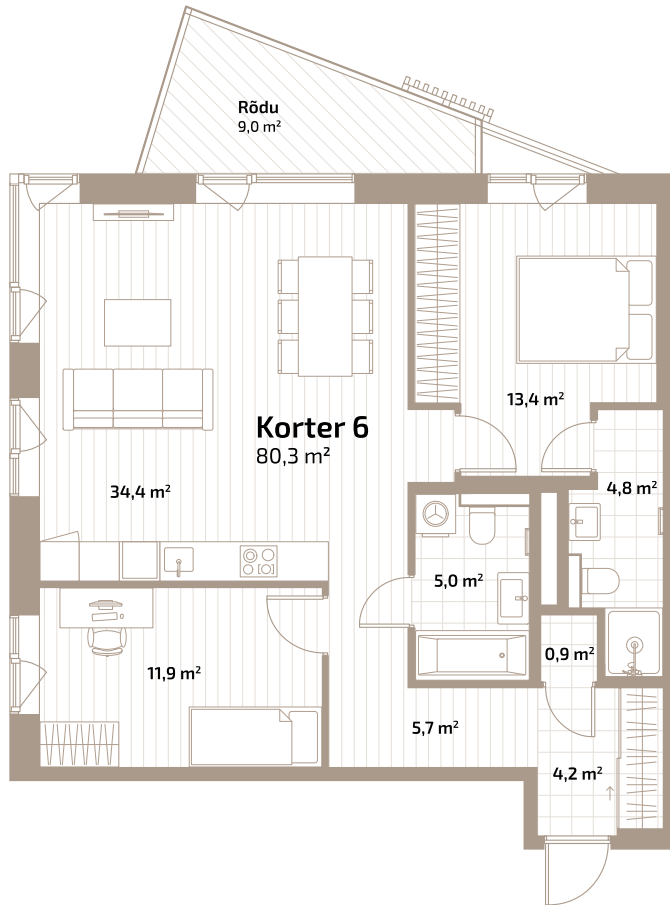 Rõdu
9,0 m²
13,4 m²
Korter 6
80,3 m²
34,4 m²
4,8 m²
5,0 m²
0,9 m²
11,9 m²
5,7 m²
4,2 m²